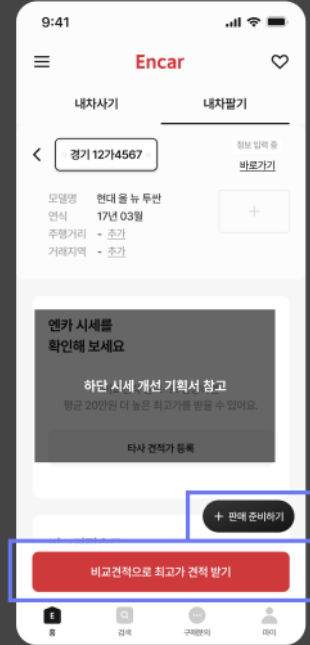 9:41
Encar
내차사기
내차팔기
경기 12가4567
정보 입력 중
바로가기
모델명 현대 올 뉴 투싼
연식 17년 03월
주행거리 - 추가
거래지역 - 추가
+
엔카 시세를
확인해 보세요
하단 시세 개선 기획서 참고
평균 20만원 더 높은 최고가를 받을 수 있어요.
타사 견적가 등록
+ 판매 준비하기
비교견적으로 최고가 견적 받기
E
홈
검색
구매문의
마이